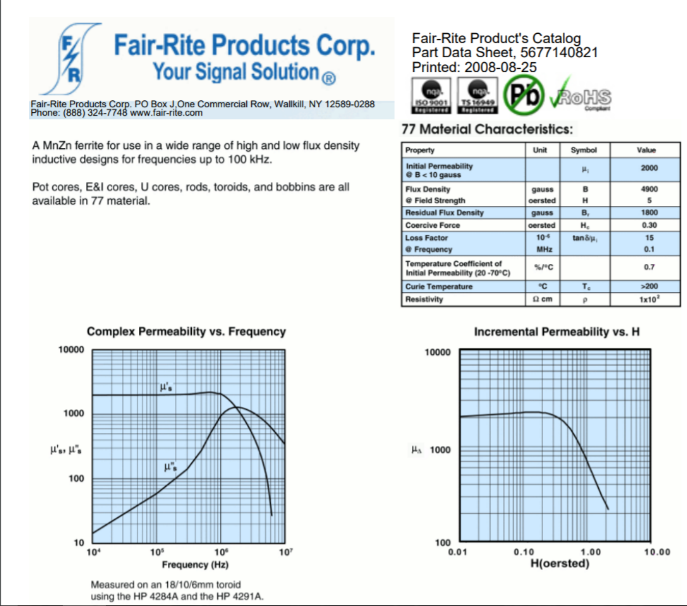 Fair-Rite Products Corp.
Your Signal Solution ®
F/R
Fair-Rite Products Corp. PO Box J,One Commercial Row, Wallkill, NY 12589-0288
Phone: (888) 324-7748 www.fair-rite.com
Fair-Rite Product's Catalog
Part Data Sheet, 5677140821
Printed: 2008-08-25
nqa. nqa. Pb RoHS
ISO 9001 TS 16949 Compliant
Registered Registered
A MnZn ferrite for use in a wide range of high and low flux density
inductive designs for frequencies up to 100 kHz.
Pot cores, E&I cores, U cores, rods, toroids, and bobbins are all
available in 77 material.
77 Material Characteristics:
Property Unit Symbol Value
Initial Permeability
@ B < 10 gauss μᵢ 2000
Flux Density gauss B 4900
@ Field Strength oersted H 5
Residual Flux Density gauss Bᵣ 1800
Coercive Force oersted H꜀ 0.30
Loss Factor 10⁻⁶ tanδ/μᵢ 15
@ Frequency MHz 0.1
Temperature Coefficient of
Initial Permeability (20 -70°C) %/°C 0.7
Curie Temperature °C T꜀ >200
Resistivity Ω cm ρ 1x10²
Complex Permeability vs. Frequency
10000
1000
100
10
μ'ₛ, μ"ₛ
μ'ₛ
μ"ₛ
10⁴ 10⁵ 10⁶ 10⁷
Frequency (Hz)
Measured on an 18/10/6mm toroid
using the HP 4284A and the HP 4291A.
Incremental Permeability vs. H
10000
μ∆ 1000
100
0.01 0.10 1.00 10.00
H(oersted)